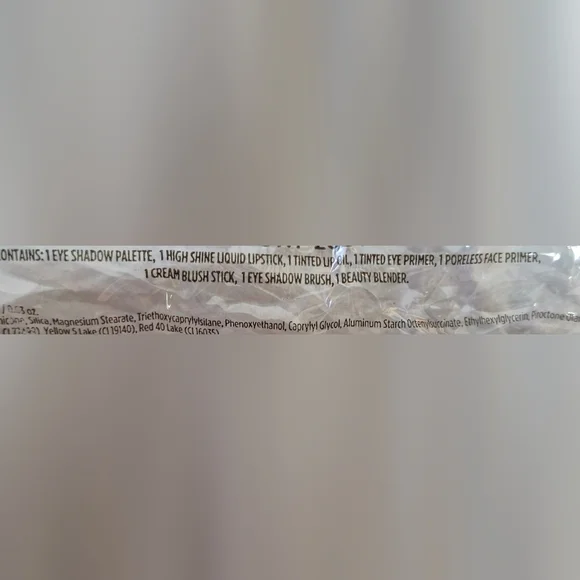 ONTAINS: 1 EYE SHADOW PALETTE, 1 HIGH SHINE LIQUID LIPSTICK, 1 TINTED LIP OIL, 1 TINTED EYE PRIMER, 1 PORELESS FACE PRIMER,
1 CREAM BLUSH STICK, 1 EYE SHADOW BRUSH, 1 BEAUTY BLENDER.
oz.
Silica, Magnesium Stearate, Triethoxycaprylylsilane, Phenoxyethanol, Caprylyl Glycol, Aluminum Starch Octenylsuccinate, Ethylhexylglycerin, Piroctone
Yellow 5 Lake (CI 19140), Red 40 Lake (CI 16035)